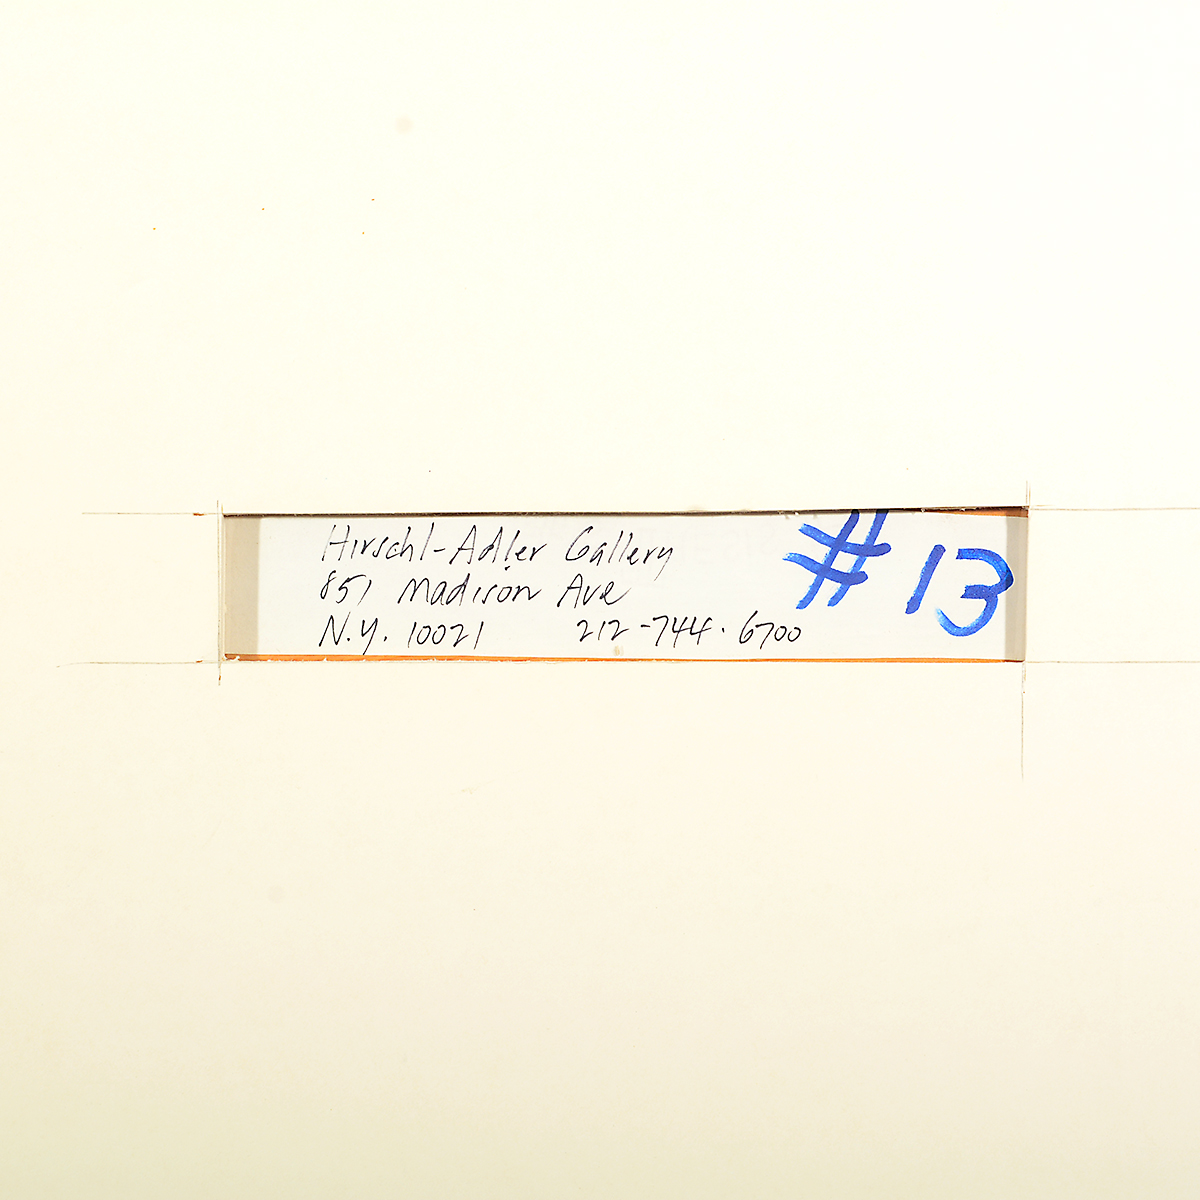 Hirschl-Adler Gallery
851 Madison Ave
N.Y. 10021 212-744·6700
# 13